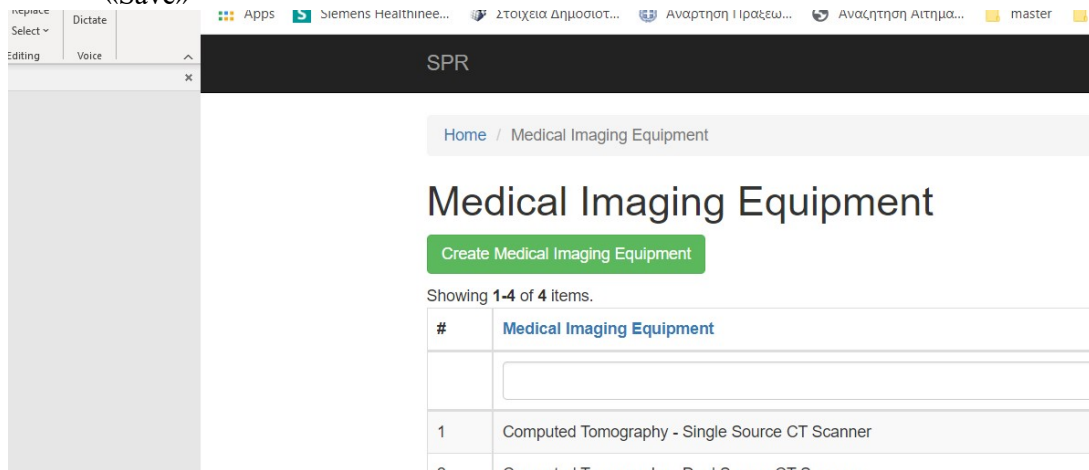 «Save»
Replace
Select
Dictate
Editing
Voice
Apps
S Siemens Healthinee...
Στοιχεία Δημοσιότ...
Ανάρτηση Πράξεω...
Αναζήτηση Αιτημα...
master
SPR
Home / Medical Imaging Equipment
Medical Imaging Equipment
Create Medical Imaging Equipment
Showing 1-4 of 4 items.
# Medical Imaging Equipment
1 Computed Tomography - Single Source CT Scanner